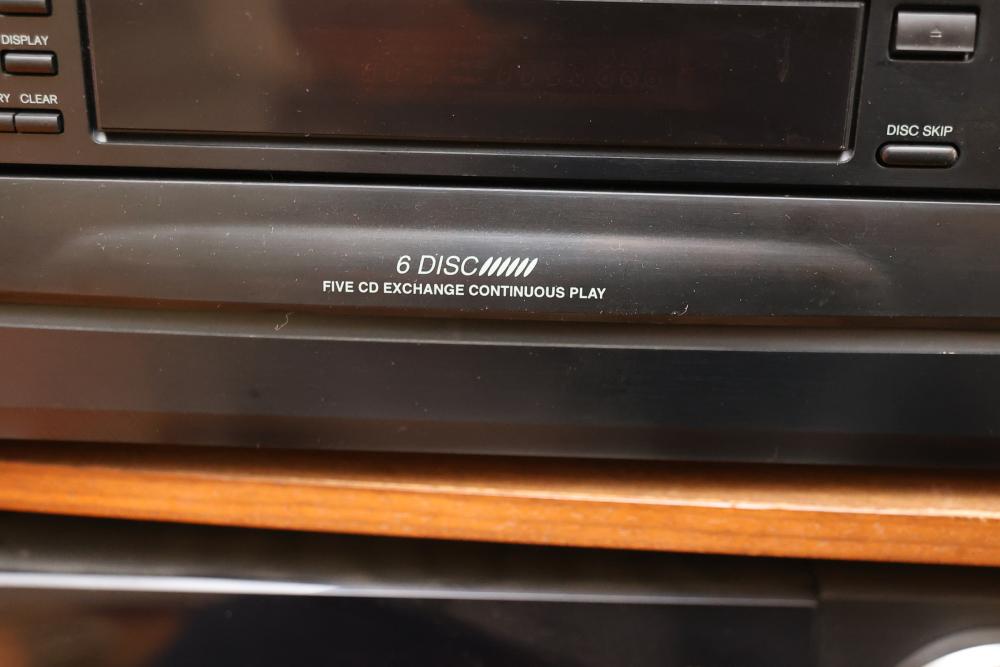 DISPLAY
CLEAR
DISC SKIP
6 DISC
FIVE CD EXCHANGE CONTINUOUS PLAY